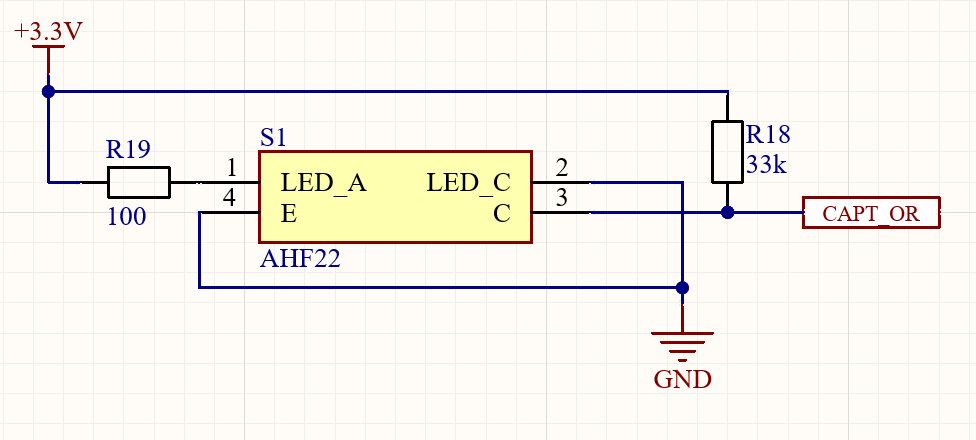 +3.3V
S1
R19
R18
33k
1
2
LED_A
LED_C
4
3
E
C
100
CAPT_OR
AHF22
GND